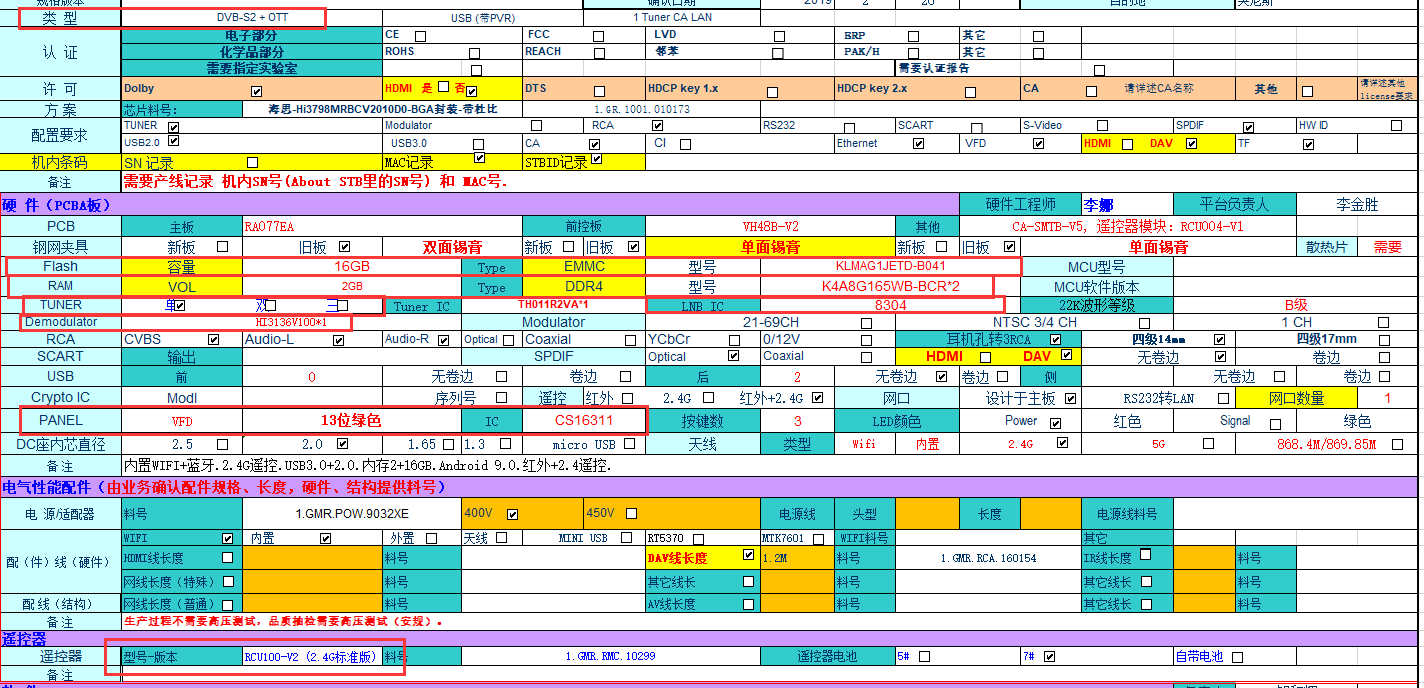 确认日期 2019 2 20 目的地
类 型 DVB-S2 + OTT USB (带PVR) 1 Tuner CA LAN
认 证 电子部分 CE FCC LVD ERP 其它
化学品部分 ROHS REACH 邻苯 PAK/H 其它
需要指定实验室 需要认证报告
许 可 Dolby HDMI 是 否 DTS HDCP key 1.x HDCP key 2.x CA 请详述CA名称 其他 请详述其他
license要求
方 案 芯片料号: 海思-Hi3798MRBCV2010D0-BGA封装-带杜比 1.GR.1001.010173
配置要求 TUNER Modulator RCA RS232 SCART S-Video SPDIF HW ID
USB2.0 USB3.0 CA CI Ethernet VFD HDMI DAV TF
机内条码 SN 记录 MAC记录 STBID记录
备注 需要产线记录 机内SN号(About STB里的SN号) 和 MAC号.
硬 件（PCBA板） 硬件工程师 李娜 平台负责人 李金胜
PCB 主板 RA077EA 前控板 VH48B-V2 其他 CA-SMTB-V5, 遥控器模块: RCU004-V1
钢网夹具 新板 旧板 双面锡膏 新板 旧板 单面锡膏 新板 旧板 单面锡膏 散热片 需要
Flash 容量 16GB Type EMMC 型号 KLMAG1JETD-B041 MCU型号
RAM VOL 2GB Type DDR4 型号 K4A8G165WB-BCR*2 MCU软件版本
TUNER 单 双 三 Tuner IC TH011R2VA*1 LNB IC 8304 22K波形等级 B级
Demodulator HI3136V100*1 Modulator 21-69CH NTSC 3/4 CH 1 CH
RCA CVBS Audio-L Audio-R Optical Coaxial YCbCr 0/12V 耳机孔转3RCA 四级14mm 四级17mm
SCART 输出 SPDIF Optical Coaxial HDMI DAV 无卷边 卷边
USB 前 0 无卷边 卷边 后 2 无卷边 卷边 侧 无卷边 卷边
Crypto IC Modl 序列号 遥控 红外 2.4G 红外+2.4G 网口 设计于主板 RS232转LAN 网口数量 1
PANEL VFD 13位绿色 IC CS16311 按键数 3 LED颜色 Power 红色 Signal 绿色
DC座内芯直径 2.5 2.0 1.65 1.3 micro USB 天线 类型 Wifi 内置 2.4G 5G 868.4M/869.85M
备注 内置WIFI+蓝牙.2.4G遥控.USB3.0+2.0.内存2+16GB.Android 9.0.红外+2.4遥控.
电气性能配件（由业务确认配件规格、长度，硬件、结构提供料号）
电 源/适配器 料号 1.GMR.POW.9032XE 400V 450V 电源线 头型 长度 电源线料号
配（件）线（硬件） WIFI 内置 外置 天线 MINI USB RT5370 MTK7601 WIFI料号 其它
HDMI线长度 料号 DAV线长度 1.2M 料号 1.GMR.RCA.160154 IR线长度 料号
网线长度（特殊） 料号 其它线长 料号 其它线长 料号
配线（结构） 网线长度（普通） 料号 AV线长度 料号 其它线长 料号
备注 生产过程不需要高压测试，品质抽检需要高压测试（安规）。
遥控器
遥控器 型号-版本 RCU100-V2（2.4G标准版） 料号 1.GMR.RMC.10299 遥控器电池 5# 7# 自带电池
备注